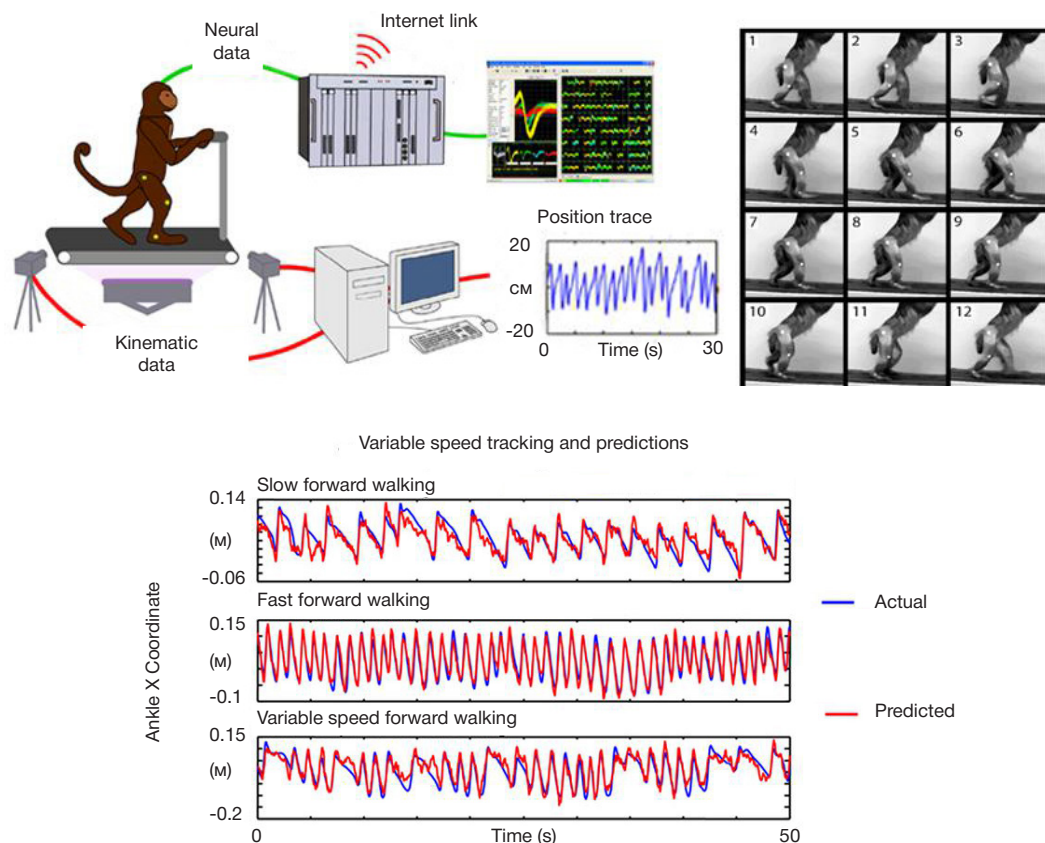 Internet link
Neural
data
Position trace
20
CM
-20
0
Time (s)
30
Kinematic
data
1
2
3
4
5
6
7
8
9
10
11
12
Variable speed tracking and predictions
Slow forward walking
0.14
(M)
-0.06
Fast forward walking
0.15
(M)
-0.1
Variable speed forward walking
0.15
(M)
-0.2
0
Time (s)
50
Ankle X Coordinate
Actual
Predicted